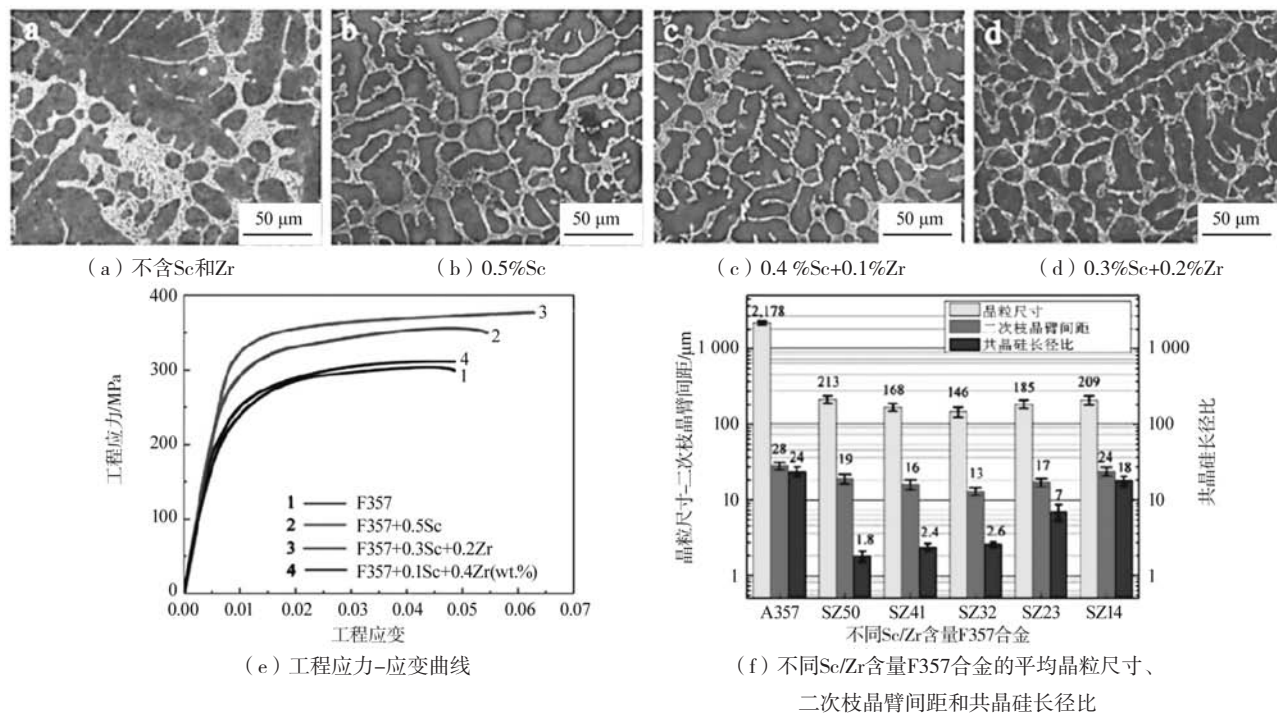 a
b
c
d
50 μm
50 μm
50 μm
50 μm
（a）不含Sc和Zr
（b）0.5%Sc
（c）0.4 %Sc+0.1%Zr
（d）0.3%Sc+0.2%Zr
400
300
200
100
0
工程应力/MPa
3
2
4
1
1 F357
2 F357+0.5Sc
3 F357+0.3Sc+0.2Zr
4 F357+0.1Sc+0.4Zr(wt.%)
0.00 0.01 0.02 0.03 0.04 0.05 0.06 0.07
工程应变
（e）工程应力–应变曲线
晶粒尺寸
二次枝晶臂间距
共晶硅长径比
晶粒尺寸–二次枝晶臂间距/μm
1 000
100
10
1
2,178
28
24
213
19
1.8
168
16
2.4
146
13
2.6
185
17
7
209
24
18
1 000
100
10
1
共晶硅长径比
A357 SZ50 SZ41 SZ32 SZ23 SZ14
不同Sc/Zr含量F357合金
（f）不同Sc/Zr含量F357合金的平均晶粒尺寸、
二次枝晶臂间距和共晶硅长径比